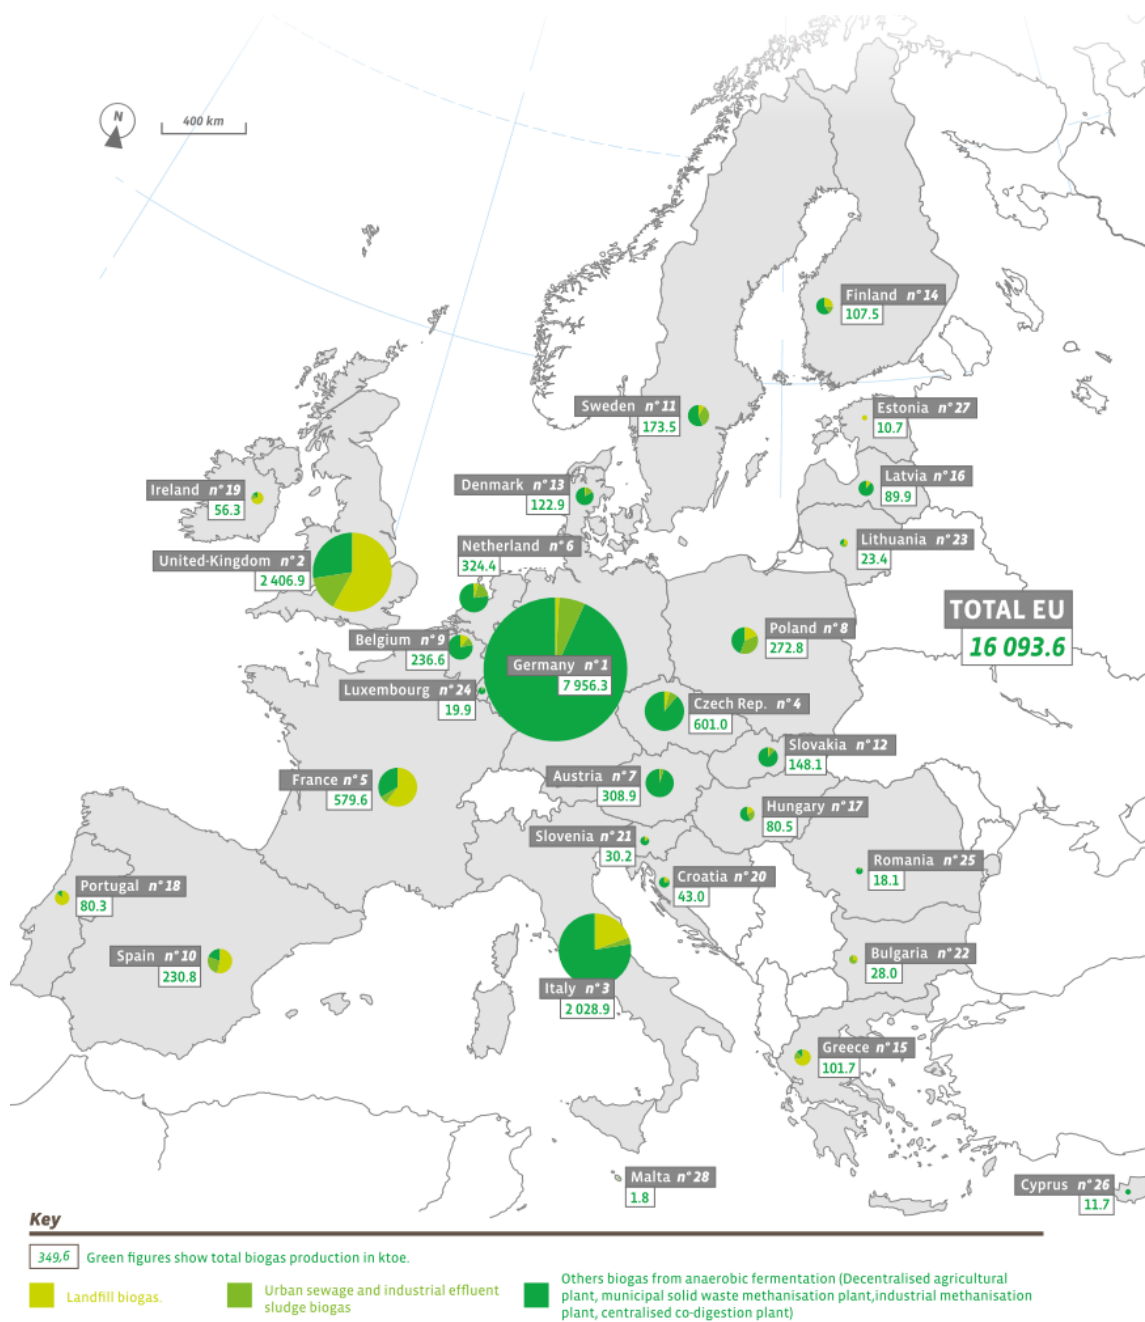 N
400 km
Finland n°14
107.5
Sweden n°11
173.5
Estonia n°27
10.7
Latvia n°16
89.9
Ireland n°19
56.3
Denmark n°13
122.9
Lithuania n°23
23.4
United-Kingdom n°2
2 406.9
Netherland n°6
324.4
TOTAL EU
16 093.6
Poland n°8
272.8
Belgium n°9
236.6
Germany n°1
7 956.3
Luxembourg n°24
19.9
Czech Rep. n°4
601.0
Slovakia n°12
148.1
France n°5
579.6
Austria n°7
308.9
Hungary n°17
80.5
Slovenia n°21
30.2
Romania n°25
18.1
Croatia n°20
43.0
Portugal n°18
80.3
Spain n°10
230.8
Bulgaria n°22
28.0
Italy n°3
2 028.9
Greece n°15
101.7
Malta n°28
1.8
Cyprus n°26
11.7
Key
349,6 Green figures show total biogas production in ktoe.
Landfill biogas.
Urban sewage and industrial effluent
sludge biogas
Others biogas from anaerobic fermentation (Decentralised agricultural
plant, municipal solid waste methanisation plant,industrial methanisation
plant, centralised co-digestion plant)